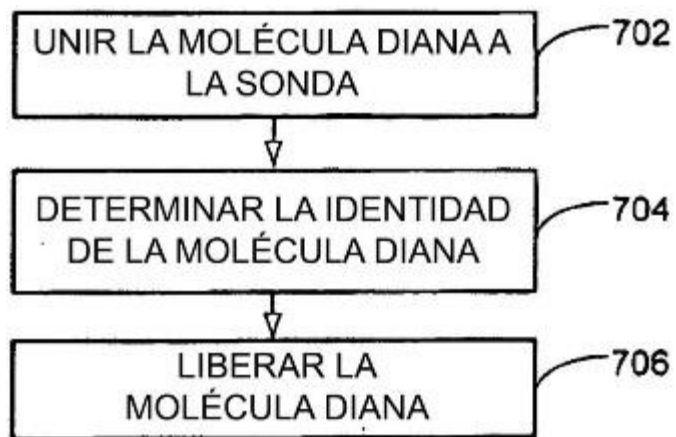 UNIR LA MOLÉCULA DIANA A
LA SONDA
702
DETERMINAR LA IDENTIDAD
DE LA MOLÉCULA DIANA
704
LIBERAR LA
MOLÉCULA DIANA
706